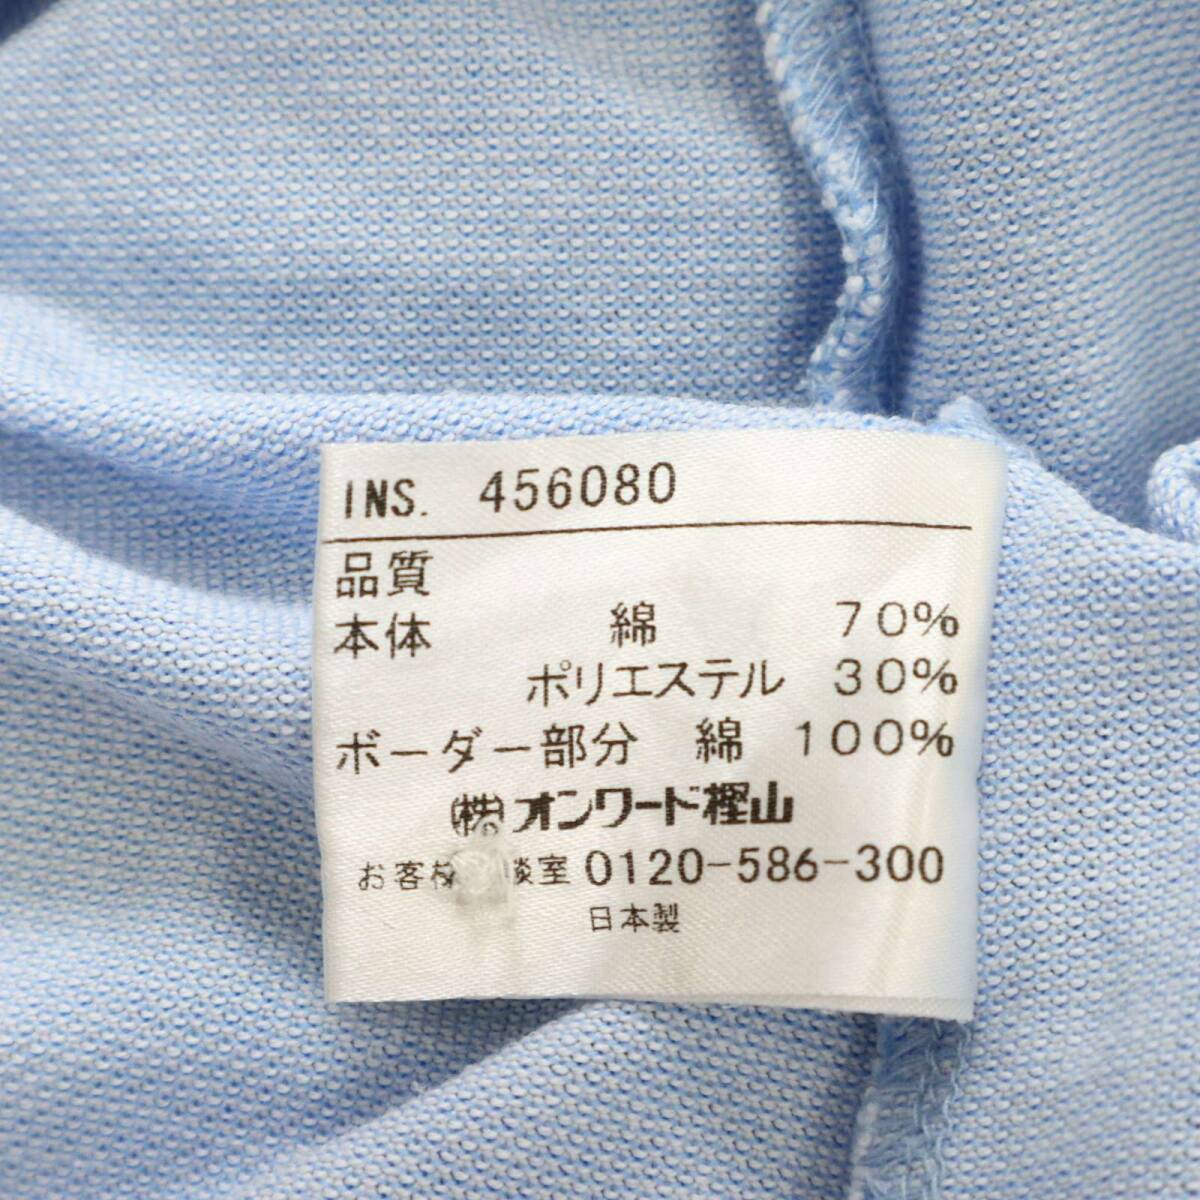 INS. 456080
品質
本体 綿 70%
ポリエステル 30%
ボーダー部分 綿 100%
㈱オンワード樫山
お客様 談室 0120-586-300
日本製